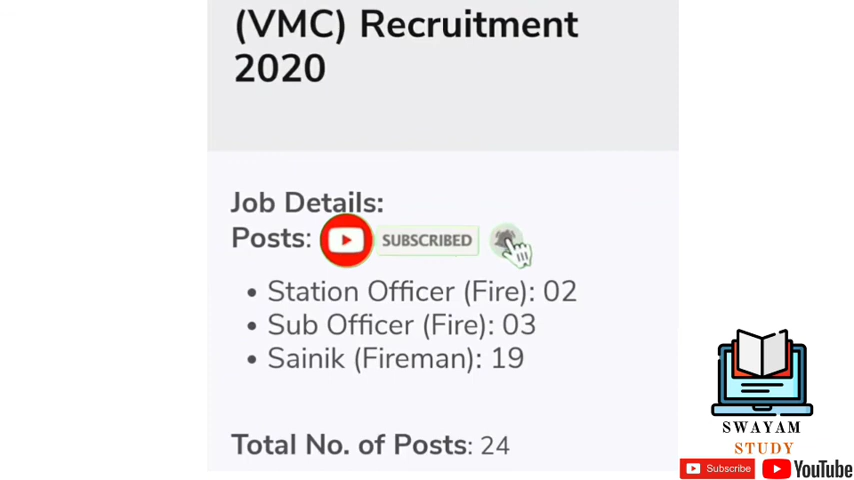 (VMC) Recruitment
2020
Job Details:
Posts:
SUBSCRIBED
• Station Officer (Fire): 02
• Sub Officer (Fire): 03
• Sainik (Fireman): 19
Total No. of Posts: 24
SWAYAM
STUDY
Subscribe
YouTube